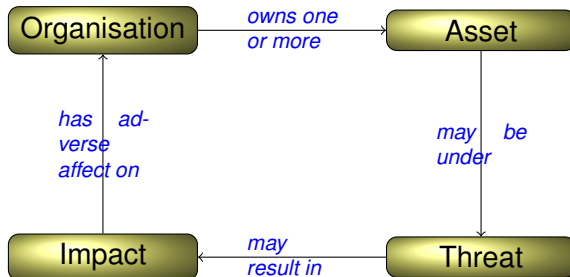 Organisation
owns one
or more
Asset
has ad-
verse
affect on
may be
under
Impact
may
result in
Threat